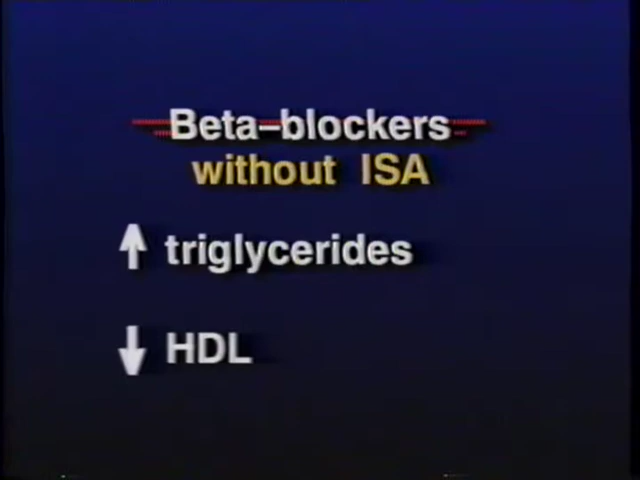 Beta-blockers
without ISA
↑ triglycerides
↓ HDL